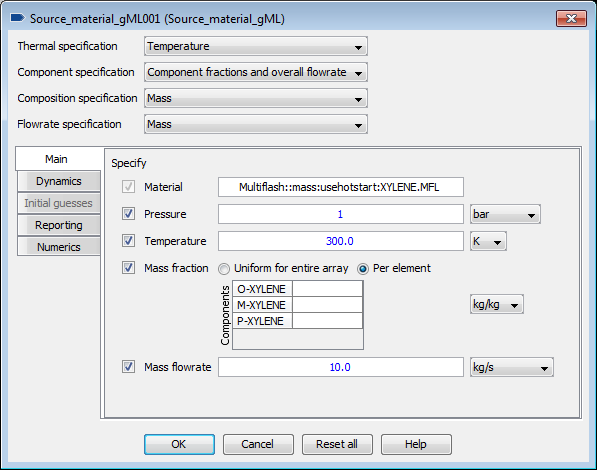 Source_material_gML001 (Source_material_gML)
Thermal specification Temperature
Component specification Component fractions and overall flowrate
Composition specification Mass
Flowrate specification Mass
Main
Dynamics
Initial guesses
Reporting
Numerics
Specify
Material Multiflash::mass:usehotstart:XYLENE.MFL
Pressure 1 bar
Temperature 300.0 K
Mass fraction Uniform for entire array Per element
Components
O-XYLENE
M-XYLENE
P-XYLENE
kg/kg
Mass flowrate 10.0 kg/s
OK Cancel Reset all Help